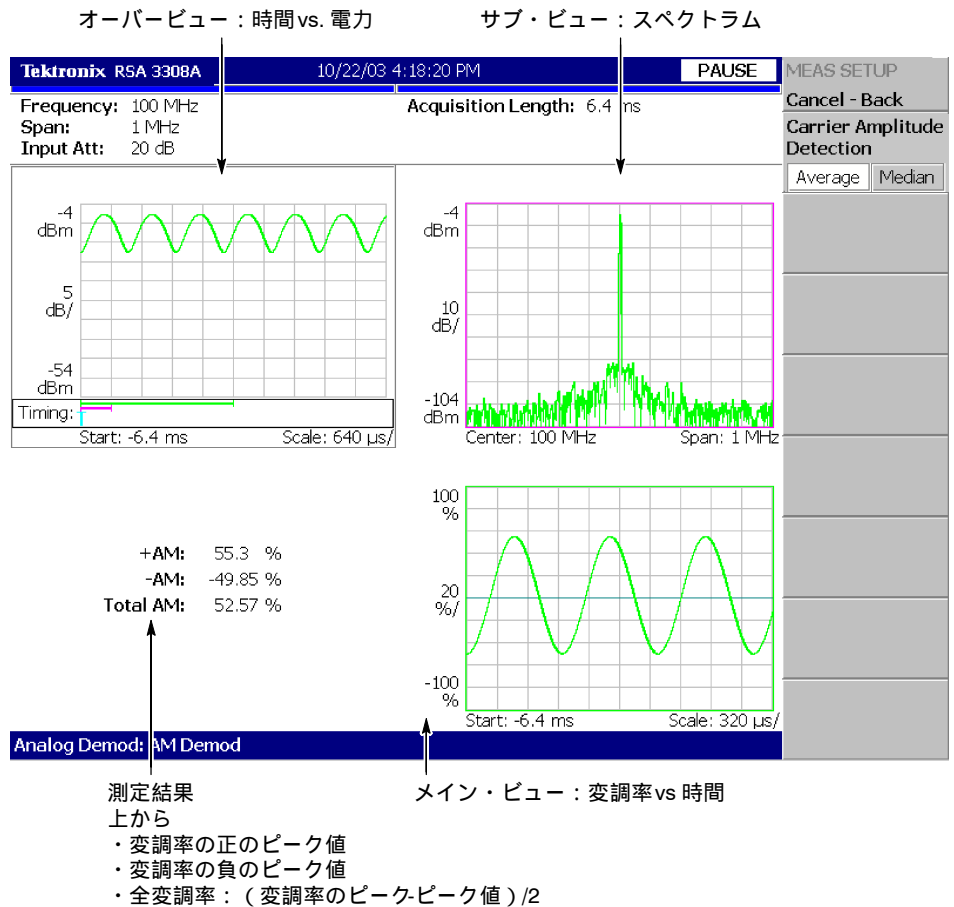 オーバービュー：時間vs. 電力
サブ・ビュー：スペクトラム
Tektronix RSA 3308A
10/22/03 4:18:20 PM
PAUSE
MEAS SETUP
Frequency: 100 MHz
Span: 1 MHz
Input Att: 20 dB
Acquisition Length: 6.4 ms
Cancel - Back
Carrier Amplitude
Detection
Average Median
-4
dBm
5
dB/
-54
dBm
Timing:
Start: -6.4 ms
Scale: 640 µs/
-4
dBm
10
dB/
-104
dBm
Center: 100 MHz
Span: 1 MHz
+AM: 55.3 %
-AM: -49.85 %
Total AM: 52.57 %
100
%
20
%/
-100
%
Start: -6.4 ms
Scale: 320 µs/
Analog Demod: AM Demod
測定結果
上から
・変調率の正のピーク値
・変調率の負のピーク値
・全変調率：（変調率のピーク-ピーク値）/2
メイン・ビュー：変調率vs 時間